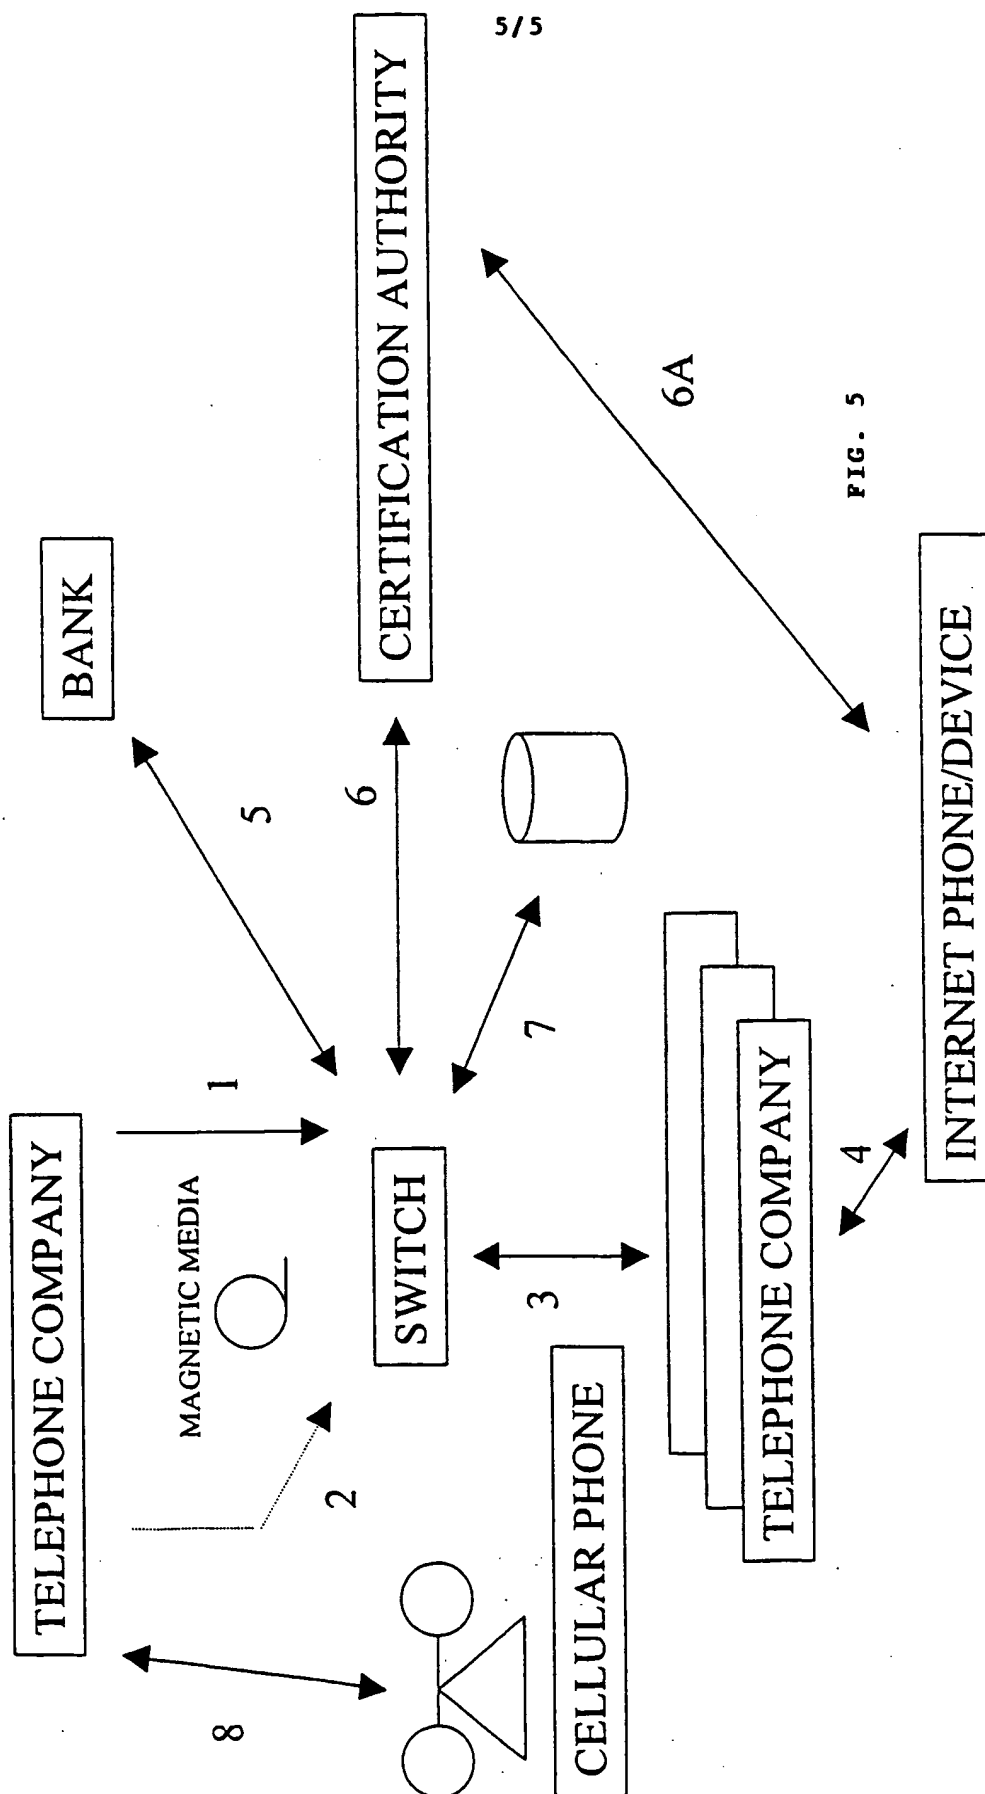 5/5
TELEPHONE COMPANY
BANK
MAGNETIC MEDIA
1
5
8
2
SWITCH
6
CERTIFICATION AUTHORITY
3
7
CELLULAR PHONE
TELEPHONE COMPANY
4
6A
INTERNET PHONE/DEVICE
FIG. 5